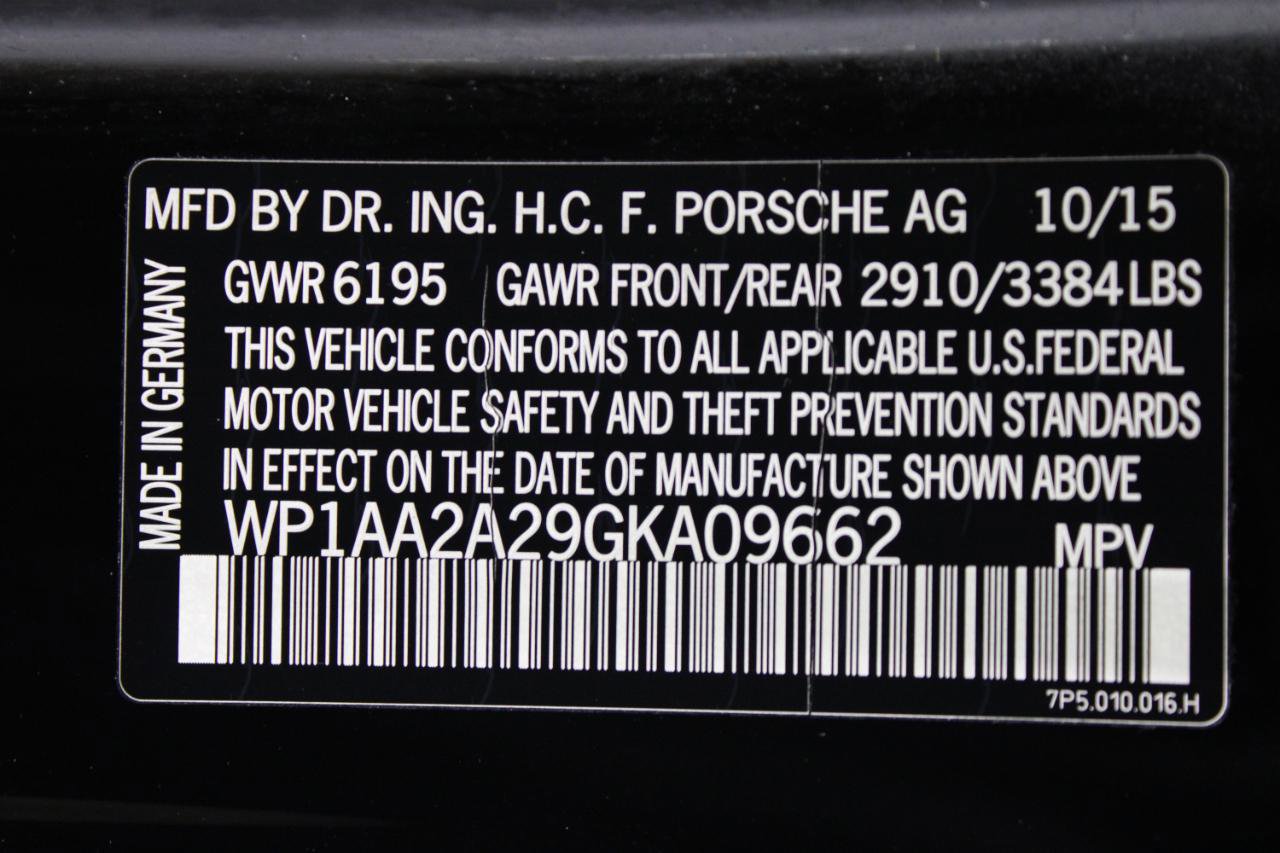 MFD BY DR. ING. H.C. F. PORSCHE AG 10/15
MADE IN GERMANY
GVWR 6195 GAWR FRONT/REAR 2910/3384 LBS
THIS VEHICLE CONFORMS TO ALL APPLICABLE U.S.FEDERAL
MOTOR VEHICLE SAFETY AND THEFT PREVENTION STANDARDS
IN EFFECT ON THE DATE OF MANUFACTURE SHOWN ABOVE
WP1AA2A29GKA09662 MPV
7P5.010.016.H